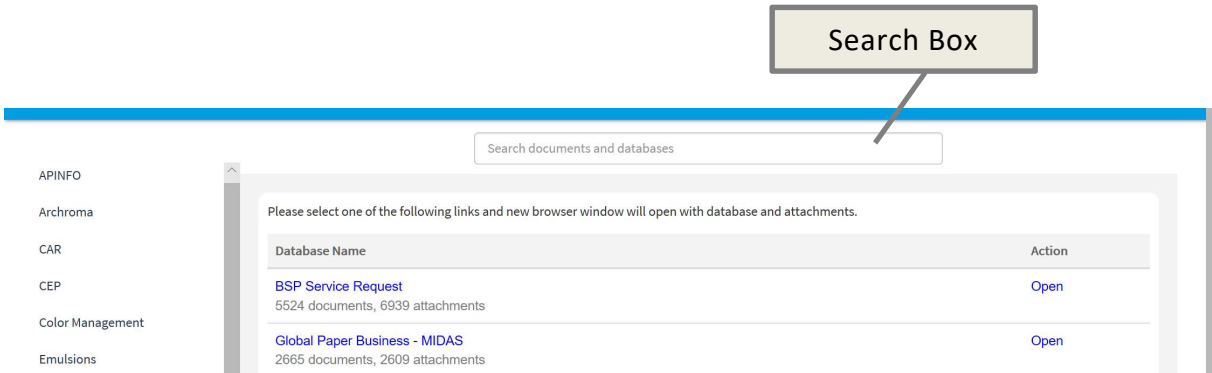 Search Box
Search documents and databases
APINFO
Archroma
CAR
CEP
Color Management
Emulsions
Please select one of the following links and new browser window will open with database and attachments.
Database Name Action
BSP Service Request Open
5524 documents, 6939 attachments
Global Paper Business - MIDAS Open
2665 documents, 2609 attachments